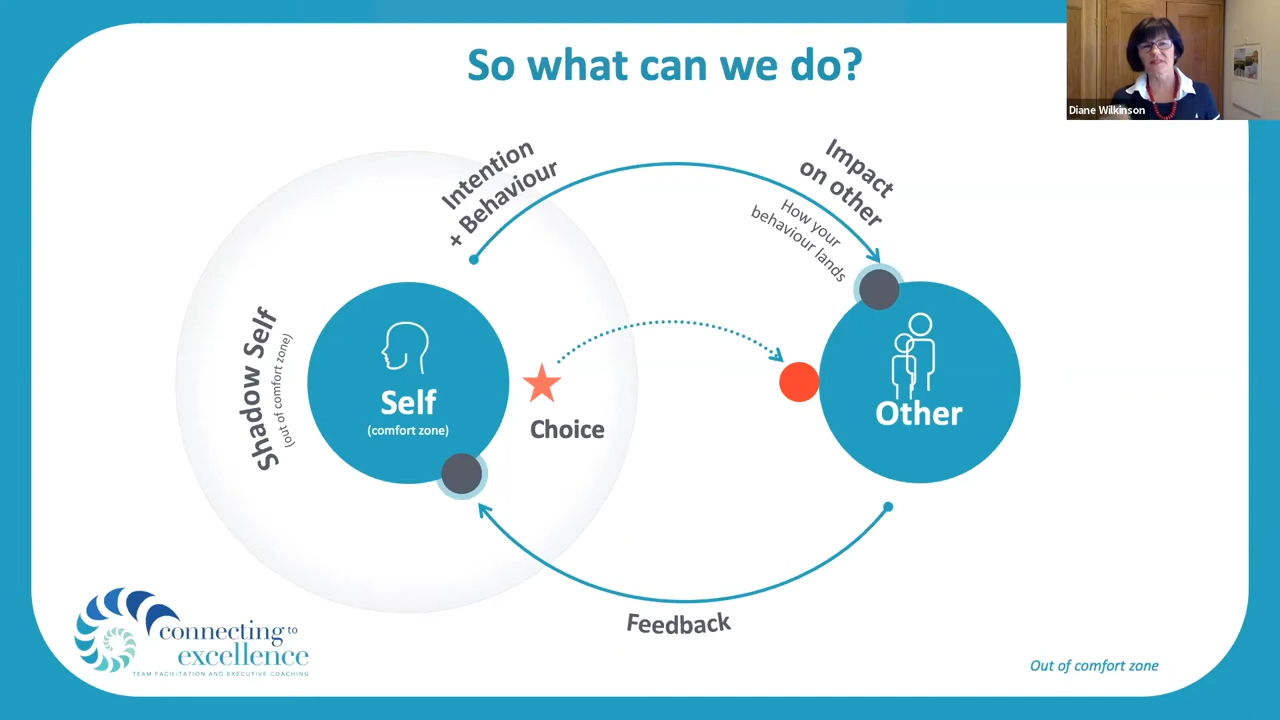 So what can we do?
Diane Wilkinson
Intention
+ Behaviour
Impact
on other
How your
behaviour lands
Shadow Self
(out of comfort zone)
Self
(comfort zone)
Choice
Other
Feedback
connecting to
excellence
TEAM FACILITATION AND EXECUTIVE COACHING
Out of comfort zone